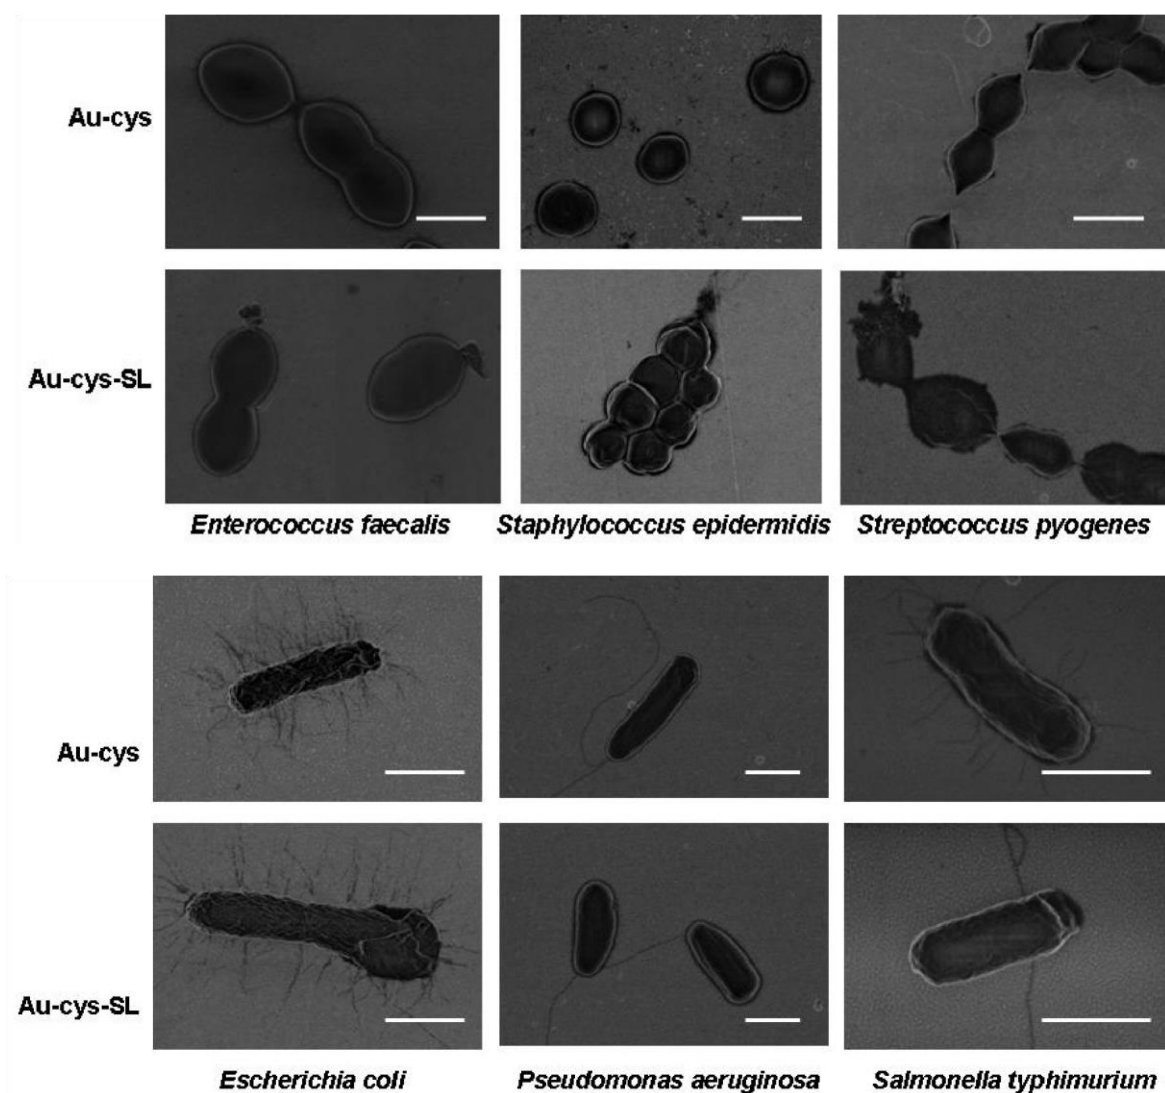 Au-cys
Au-cys-SL
Enterococcus faecalis Staphylococcus epidermidis Streptococcus pyogenes
Au-cys
Au-cys-SL
Escherichia coli Pseudomonas aeruginosa Salmonella typhimurium